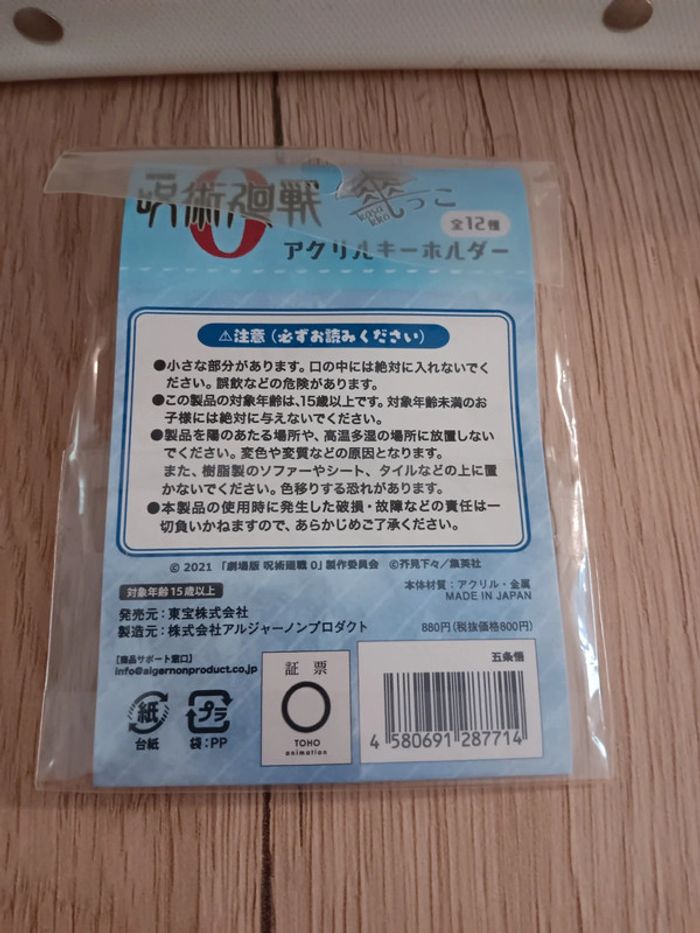 呪術廻戦
0
傘っこ
kasa
kko
全12種
アクリルキーホルダー
⚠注意(必ずお読みください)
●小さな部分があります。口の中には絶対に入れないでく
ださい。誤飲などの危険があります。
●この製品の対象年齢は、15歳以上です。対象年齢未満のお
子様には絶対に与えないでください。
●製品を陽のあたる場所や、高温多湿の場所に放置しない
でください。変色や変質などの原因となります。
また、樹脂製のソファーやシート、タイルなどの上に置
かないでください。色移りする恐れがあります。
●本製品の使用時に発生した破損・故障などの責任は一
切負いかねますので、あらかじめご了承ください。
© 2021 「劇場版 呪術廻戦 0」製作委員会 ©芥見下々/集英社
対象年齢15歳以上
本体材質:アクリル・金属
MADE IN JAPAN
発売元:東宝株式会社
製造元:株式会社アルジャーノンプロダクト
880円(税抜価格800円)
【商品サポート窓口】
info@algernonproduct.co.jp
紙
台紙
プラ
袋:PP
証票
TOHO
animation
五条悟
4 580691 287714